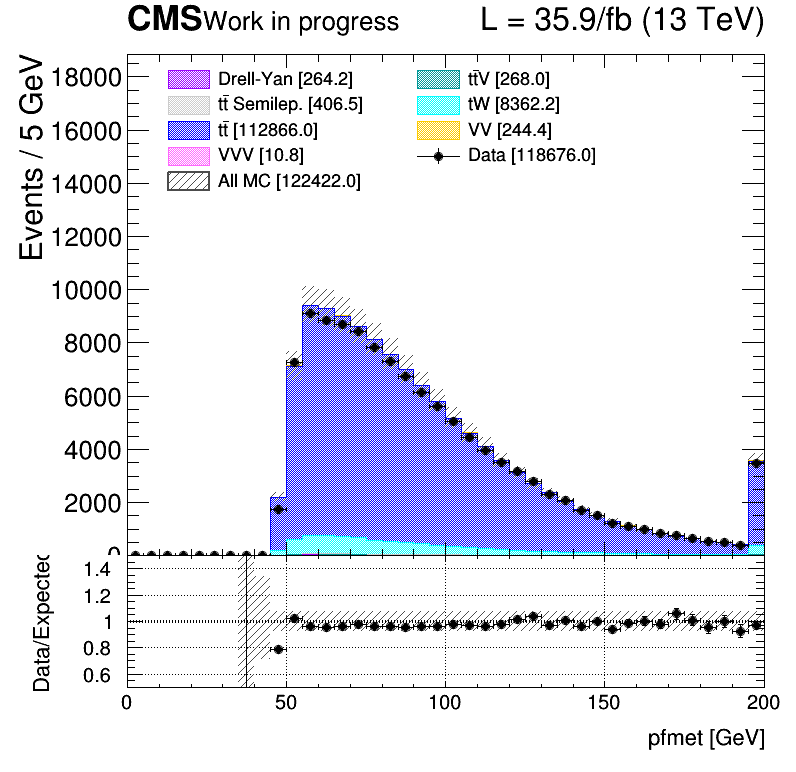 CMS Work in progress L = 35.9/fb (13 TeV)
Events / 5 GeV
18000
16000
14000
12000
10000
8000
6000
4000
2000
0
Drell-Yan [264.2]
tt̄ Semilep. [406.5]
tt̄ [112866.0]
VVV [10.8]
All MC [122422.0]
tt̄V [268.0]
tW [8362.2]
VV [244.4]
Data [118676.0]
Data/Expected
1.4
1.2
1
0.8
0.6
0 50 100 150 200
pfmet [GeV]